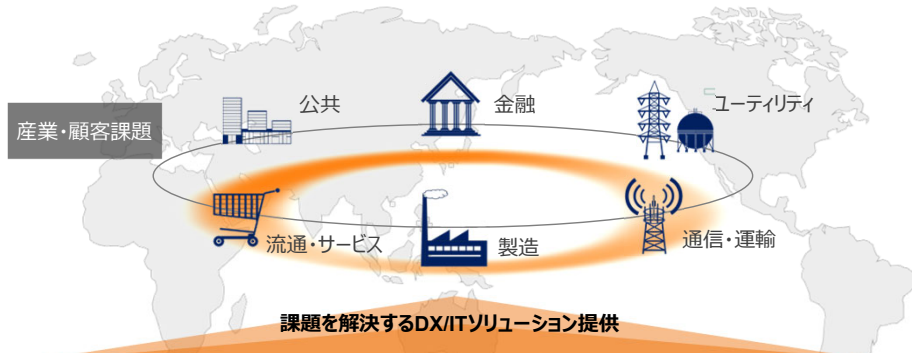 公共
金融
ユーティリティ
産業・顧客課題
流通・サービス
製造
通信・運輸
課題を解決するDX/ITソリューション提供